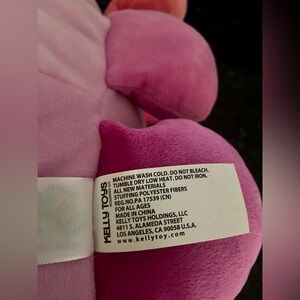 KELLY TOYS
MACHINE WASH COLD. DO NOT BLEACH.
TUMBLE DRY LOW HEAT. DO NOT IRON.
ALL NEW MATERIALS
STUFFING POLYESTER FIBERS
REG.NO.PA 17539 (CN)
FOR ALL AGES
MADE IN CHINA
KELLY TOYS HOLDINGS, LLC
4811 S. ALAMEDA STREET
LOS ANGELES, CA 90058 U.S.A.
www.kellytoy.com